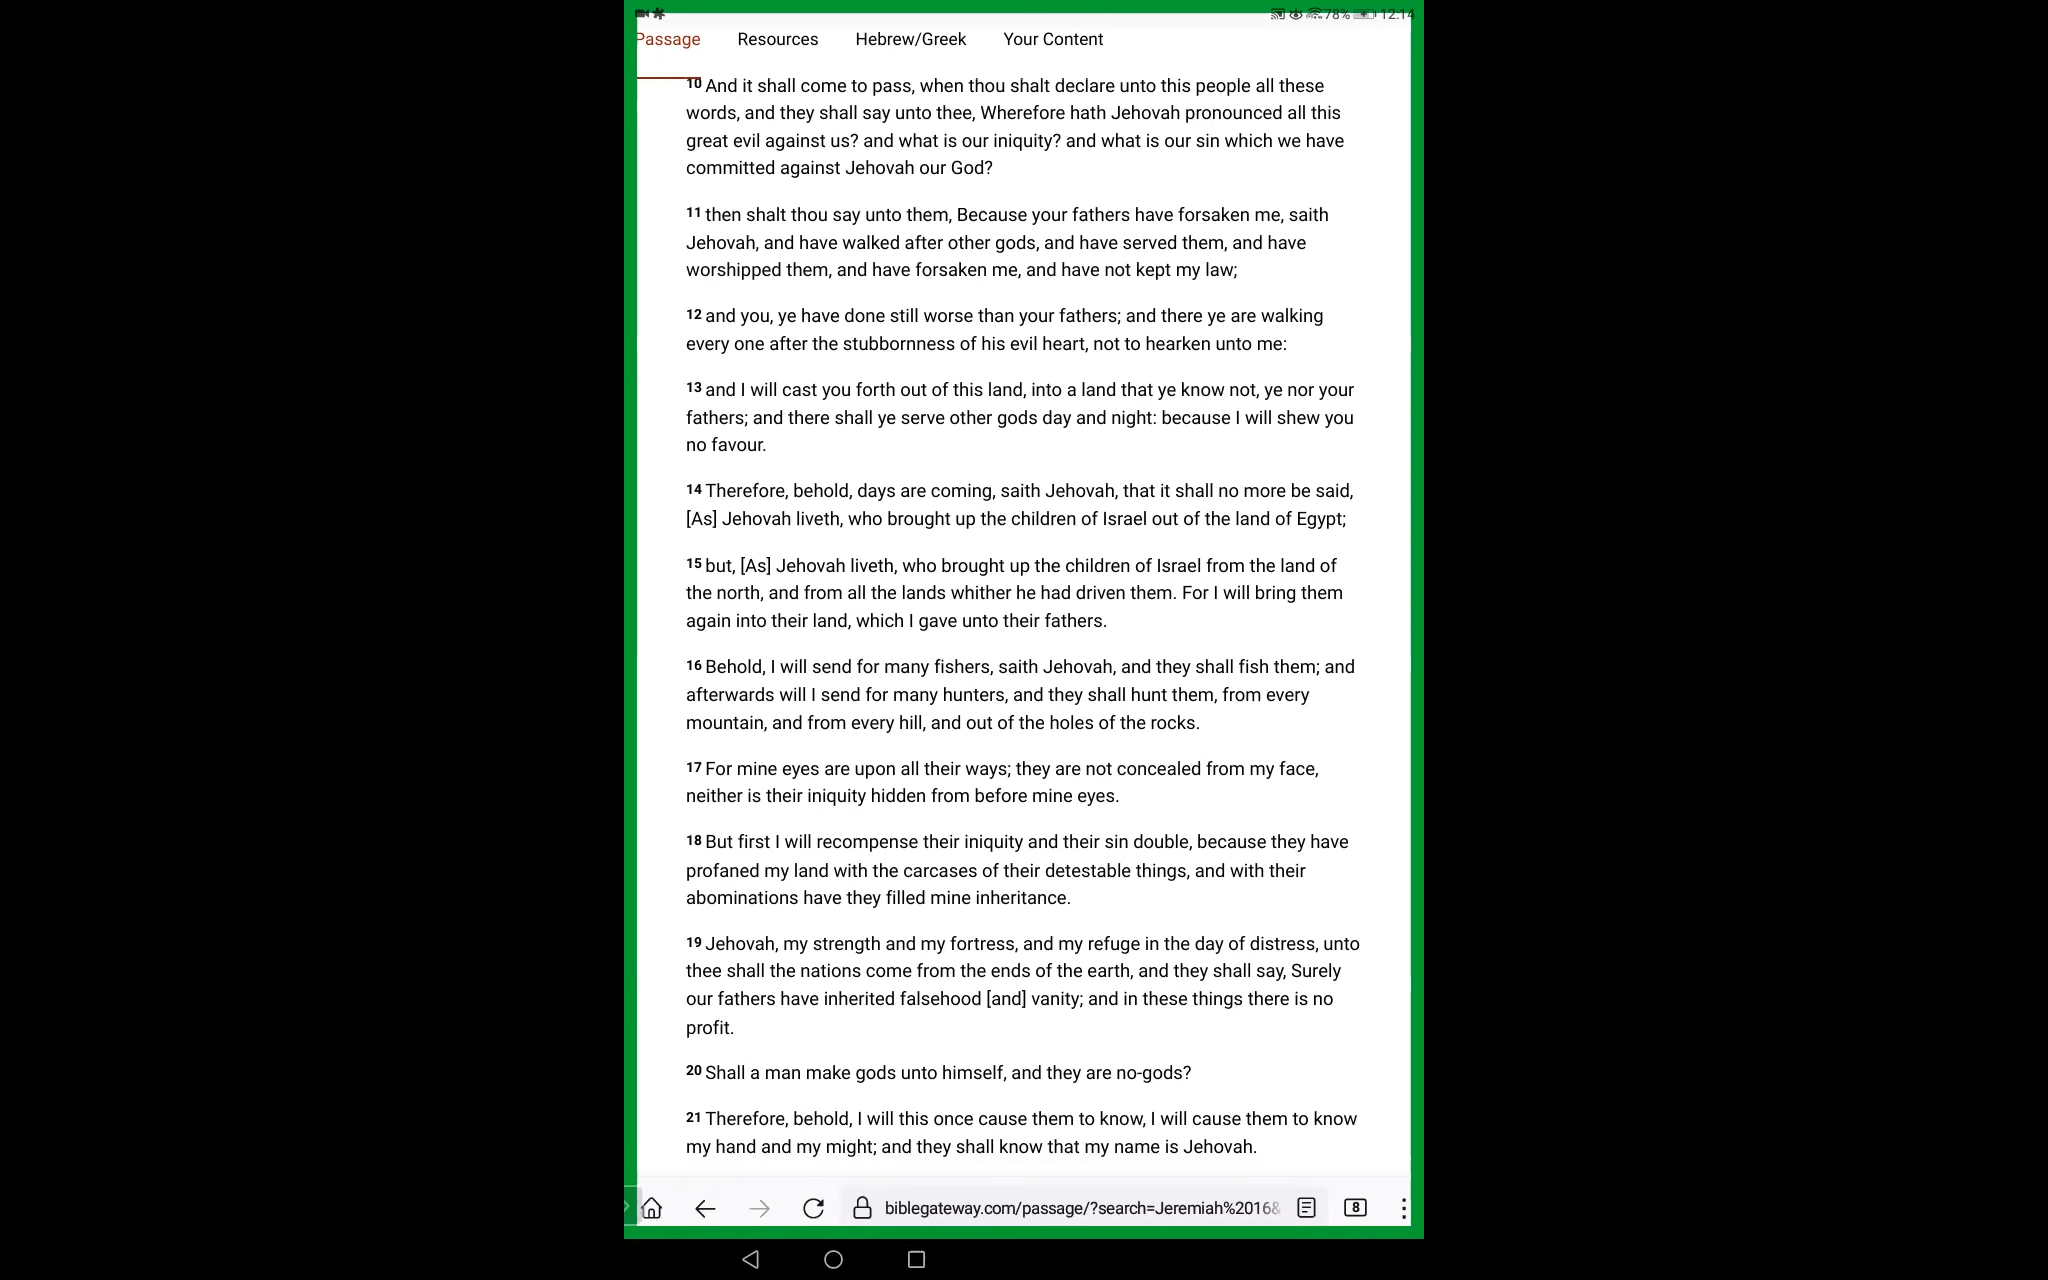 78% 12:14
Passage Resources Hebrew/Greek Your Content
10 And it shall come to pass, when thou shalt declare unto this people all these
words, and they shall say unto thee, Wherefore hath Jehovah pronounced all this
great evil against us? and what is our iniquity? and what is our sin which we have
committed against Jehovah our God?
11 then shalt thou say unto them, Because your fathers have forsaken me, saith
Jehovah, and have walked after other gods, and have served them, and have
worshipped them, and have forsaken me, and have not kept my law;
12 and you, ye have done still worse than your fathers; and there ye are walking
every one after the stubbornness of his evil heart, not to hearken unto me:
13 and I will cast you forth out of this land, into a land that ye know not, ye nor your
fathers; and there shall ye serve other gods day and night: because I will shew you
no favour.
14 Therefore, behold, days are coming, saith Jehovah, that it shall no more be said,
[As] Jehovah liveth, who brought up the children of Israel out of the land of Egypt;
15 but, [As] Jehovah liveth, who brought up the children of Israel from the land of
the north, and from all the lands whither he had driven them. For I will bring them
again into their land, which I gave unto their fathers.
16 Behold, I will send for many fishers, saith Jehovah, and they shall fish them; and
afterwards will I send for many hunters, and they shall hunt them, from every
mountain, and from every hill, and out of the holes of the rocks.
17 For mine eyes are upon all their ways; they are not concealed from my face,
neither is their iniquity hidden from before mine eyes.
18 But first I will recompense their iniquity and their sin double, because they have
profaned my land with the carcases of their detestable things, and with their
abominations have they filled mine inheritance.
19 Jehovah, my strength and my fortress, and my refuge in the day of distress, unto
thee shall the nations come from the ends of the earth, and they shall say, Surely
our fathers have inherited falsehood [and] vanity; and in these things there is no
profit.
20 Shall a man make gods unto himself, and they are no-gods?
21 Therefore, behold, I will this once cause them to know, I will cause them to know
my hand and my might; and they shall know that my name is Jehovah.
biblegateway.com/passage/?search=Jeremiah%2016& 8